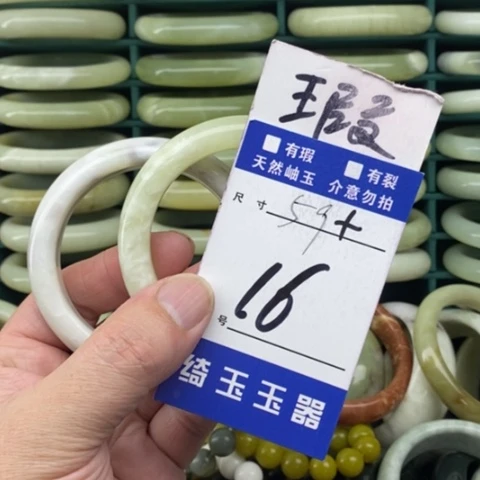 瑕
有瑕 有裂
天然岫玉 介意勿拍
尺寸 59+
号 16
绮玉玉器